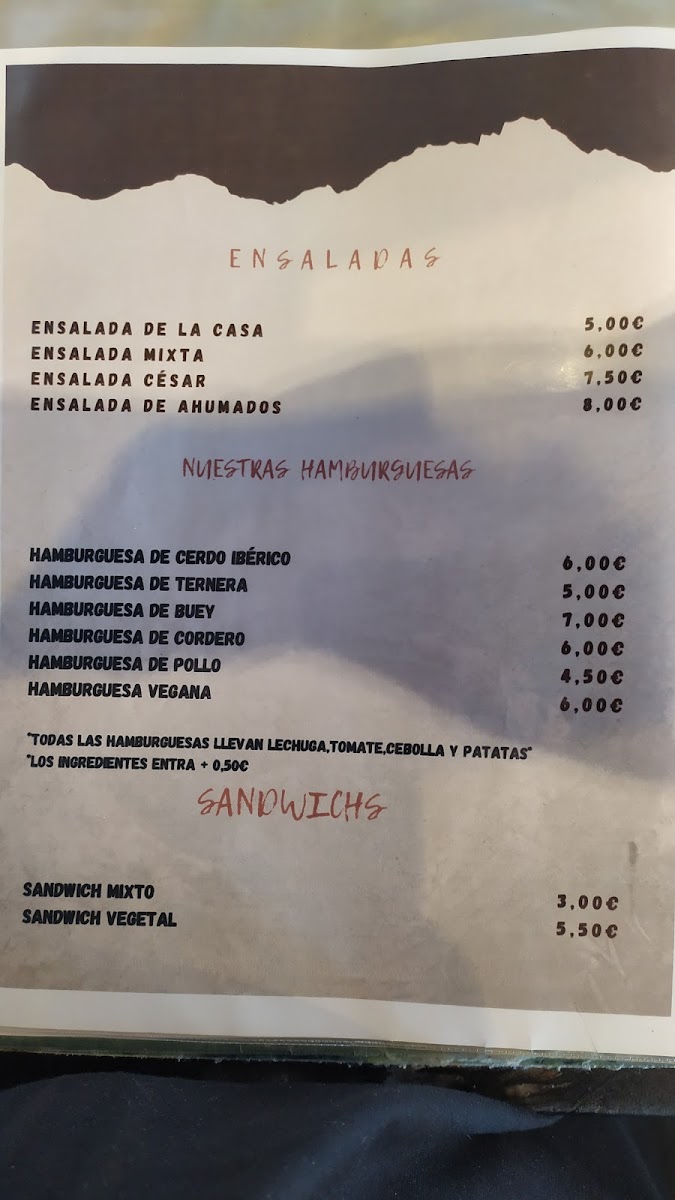 ENSALADAS
ENSALADA DE LA CASA 5,00€
ENSALADA MIXTA 6,00€
ENSALADA CÉSAR 7,50€
ENSALADA DE AHUMADOS 8,00€
NUESTRAS HAMBURGUESAS
HAMBURGUESA DE CERDO IBÉRICO 6,00€
HAMBURGUESA DE TERNERA 5,00€
HAMBURGUESA DE BUEY 7,00€
HAMBURGUESA DE CORDERO 6,00€
HAMBURGUESA DE POLLO 4,50€
HAMBURGUESA VEGANA 6,00€
*TODAS LAS HAMBURGUESAS LLEVAN LECHUGA,TOMATE,CEBOLLA Y PATATAS*
*LOS INGREDIENTES ENTRA + 0,50€
SANDWICHS
SANDWICH MIXTO 3,00€
SANDWICH VEGETAL 5,50€